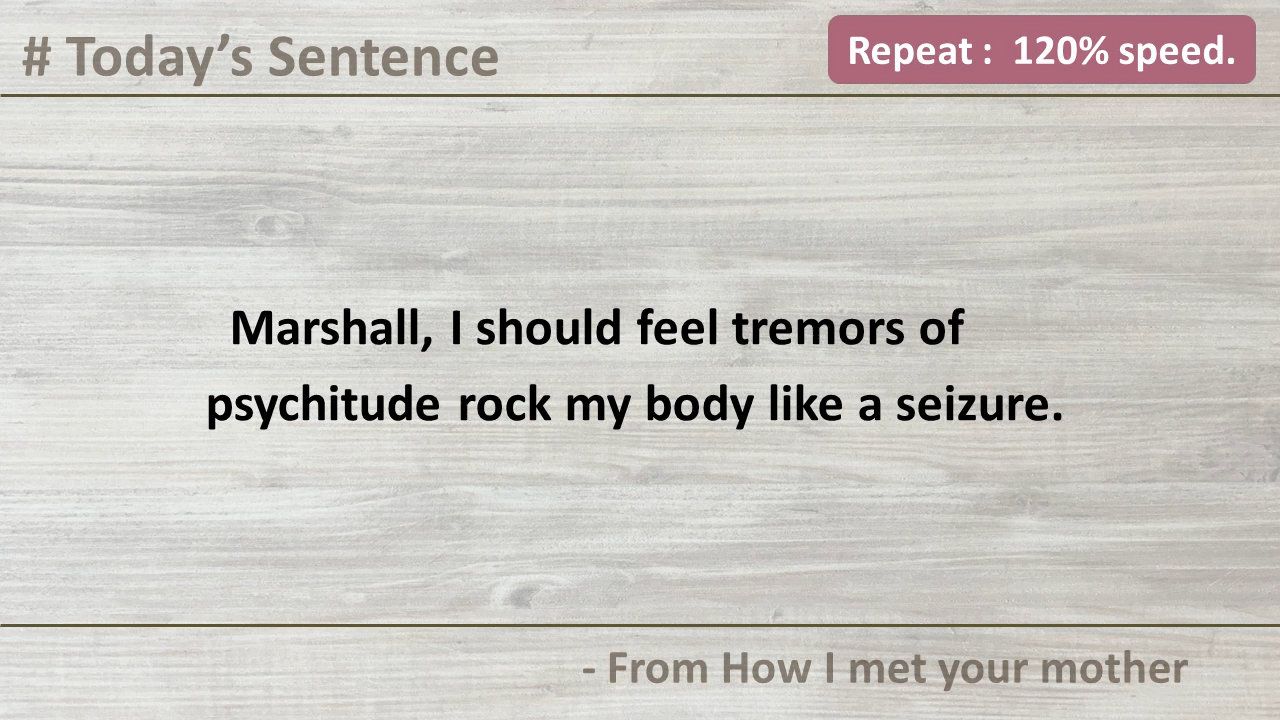 # Today’s Sentence
Repeat :  120% speed.
Marshall, I should feel tremors of
psychitude rock my body like a seizure.
- From How I met your mother